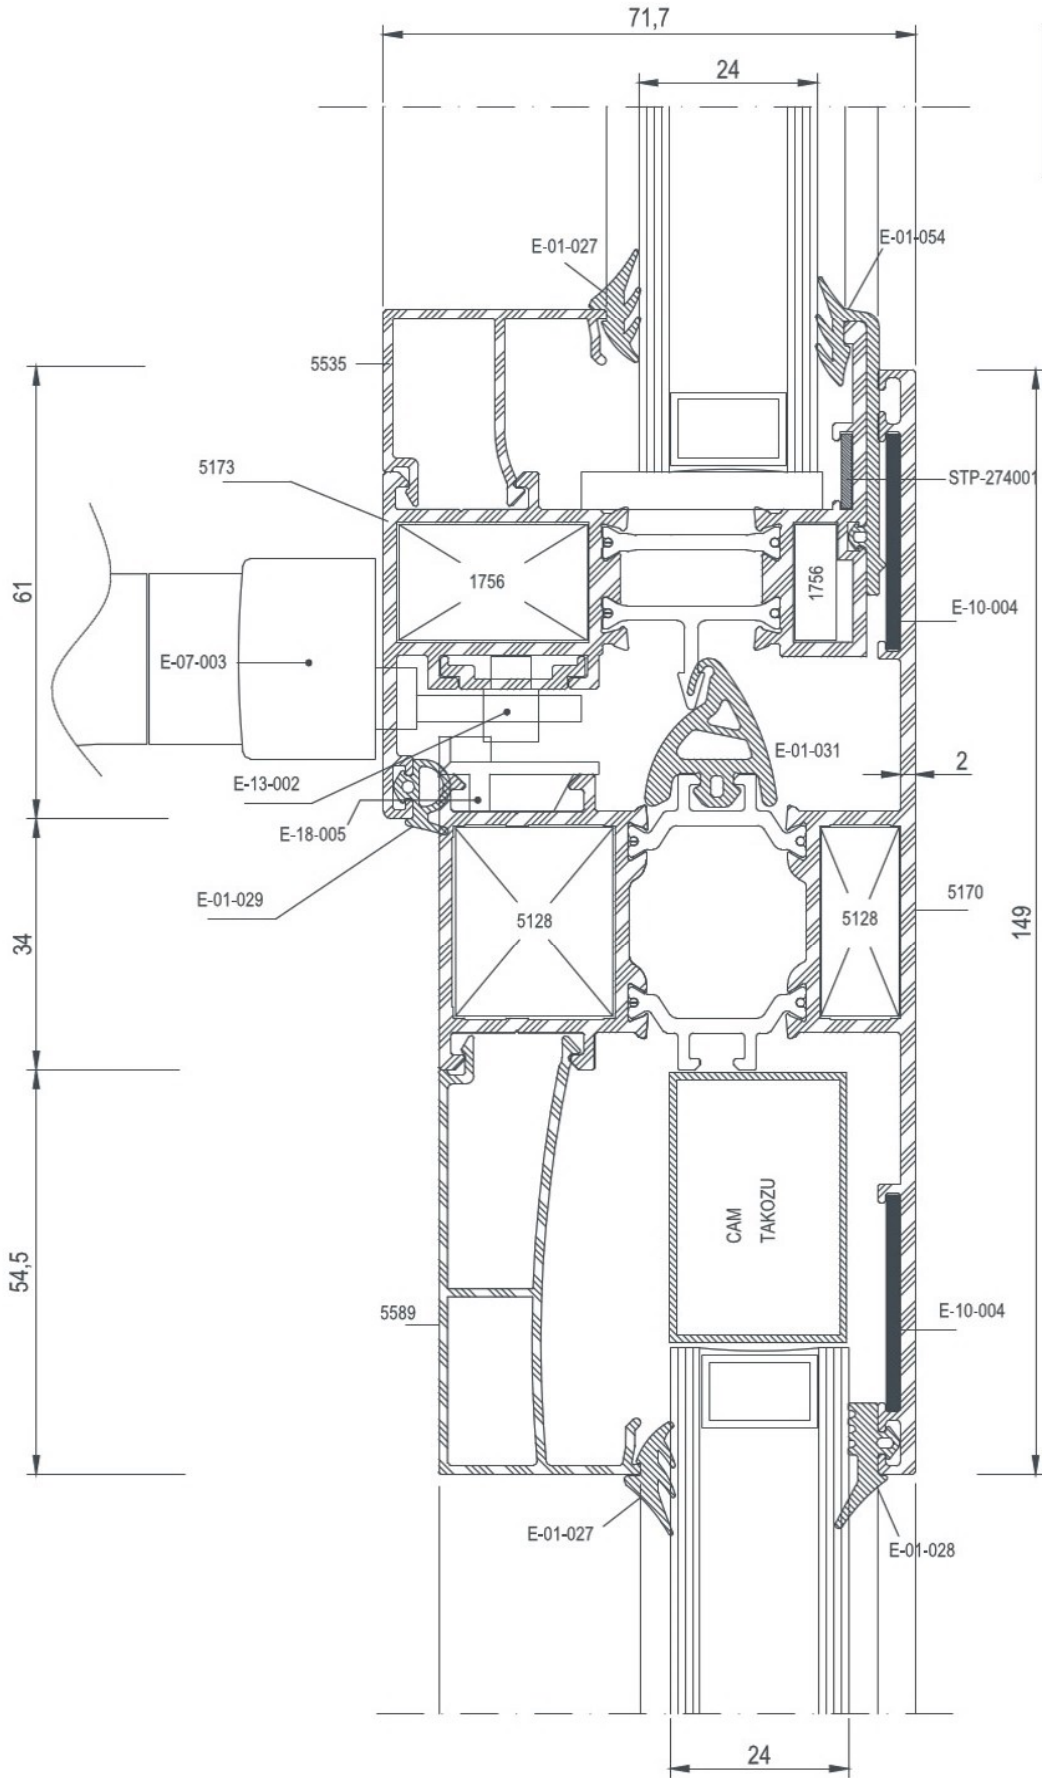 71,7
24
E-01-027
E-01-054
5535
5173
STP-274001
1756
1756
61
E-10-004
E-07-003
E-01-031
E-13-002
2
E-18-005
E-01-029
5170
5128
5128
34
149
CAM
TAKOZU
54,5
5589
E-10-004
E-01-027
E-01-028
24